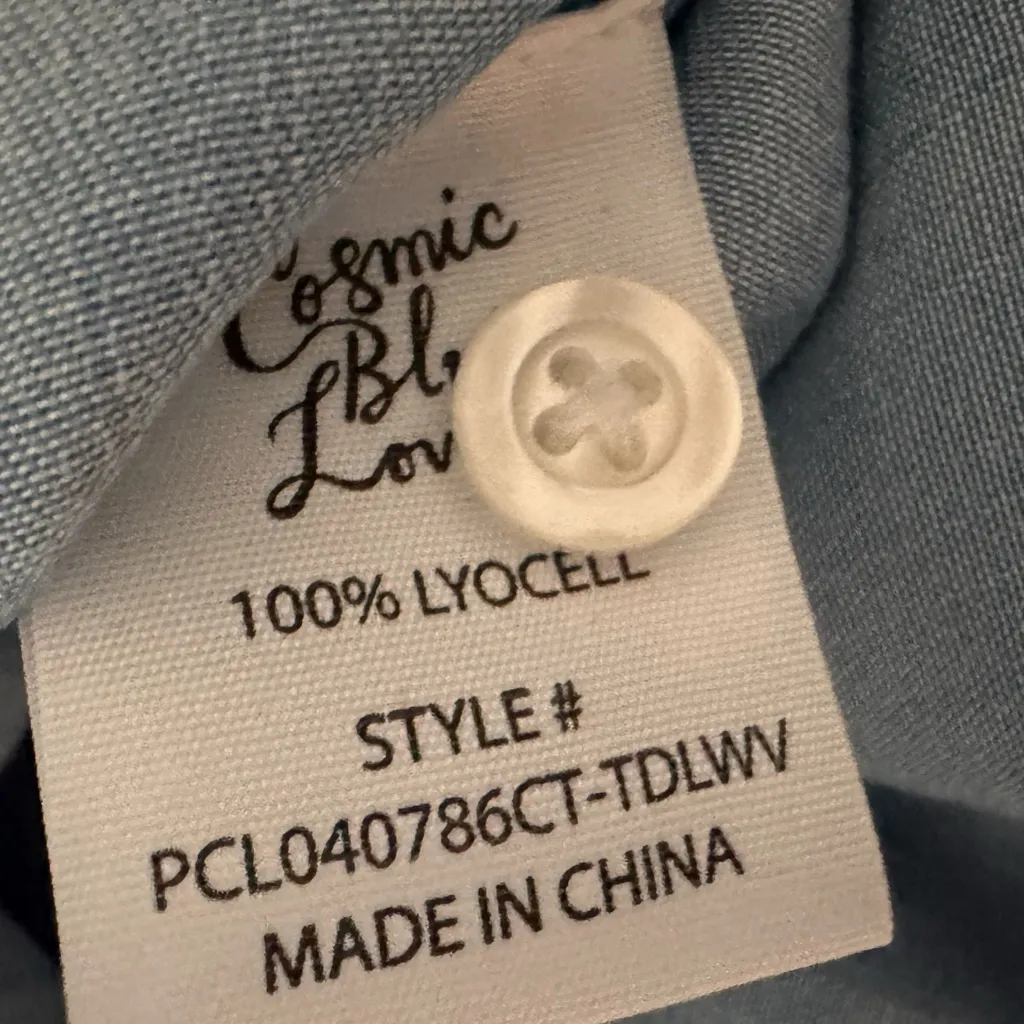 Cosmic
100% LYOCELL
STYLE #
PCL040786CT-TDLWV
MADE IN CHINA